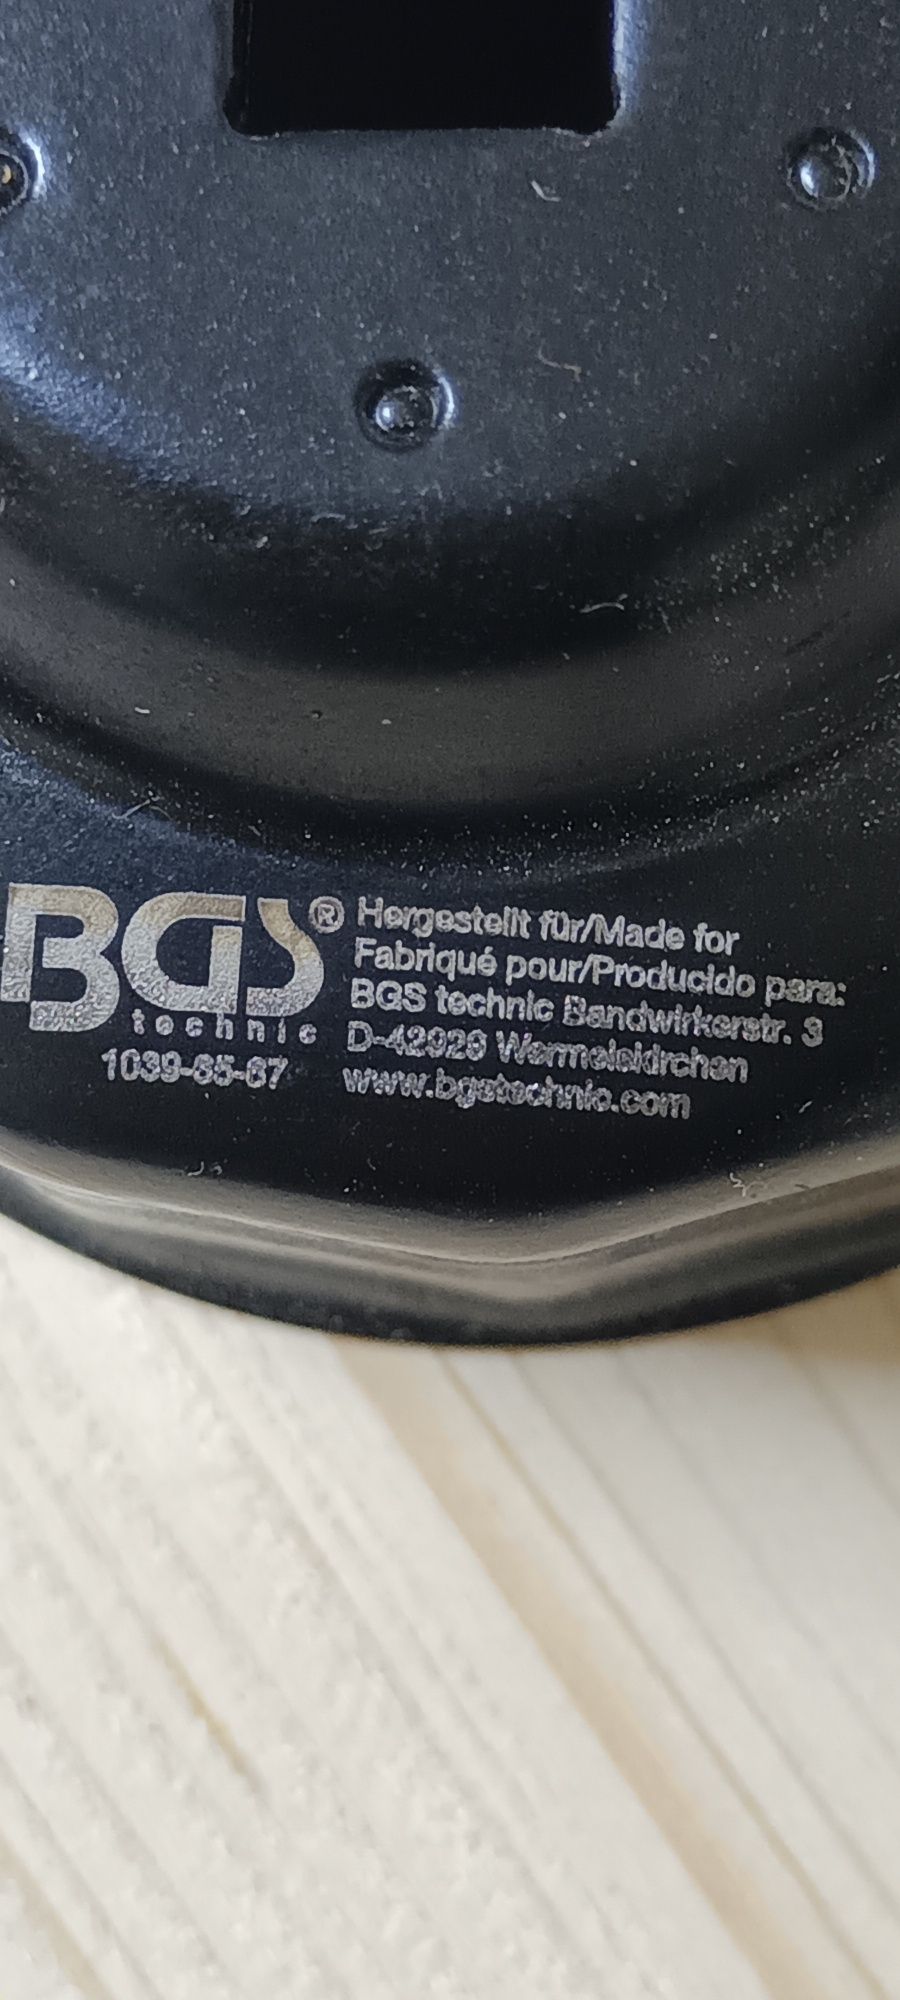 BGS®
technic
1039-65-67
Hergestellt für/Made for
Fabriqué pour/Producido para:
BGS technic Bandwirkerstr. 3
D-42929 Wermelskirchen
www.bgstechnic.com